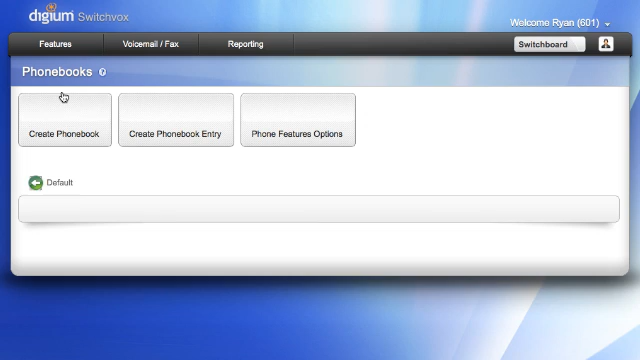 digium Switchvox
Welcome Ryan (601)
Features Voicemail / Fax Reporting Switchboard
Phonebooks ?
Create Phonebook Create Phonebook Entry Phone Features Options
Default